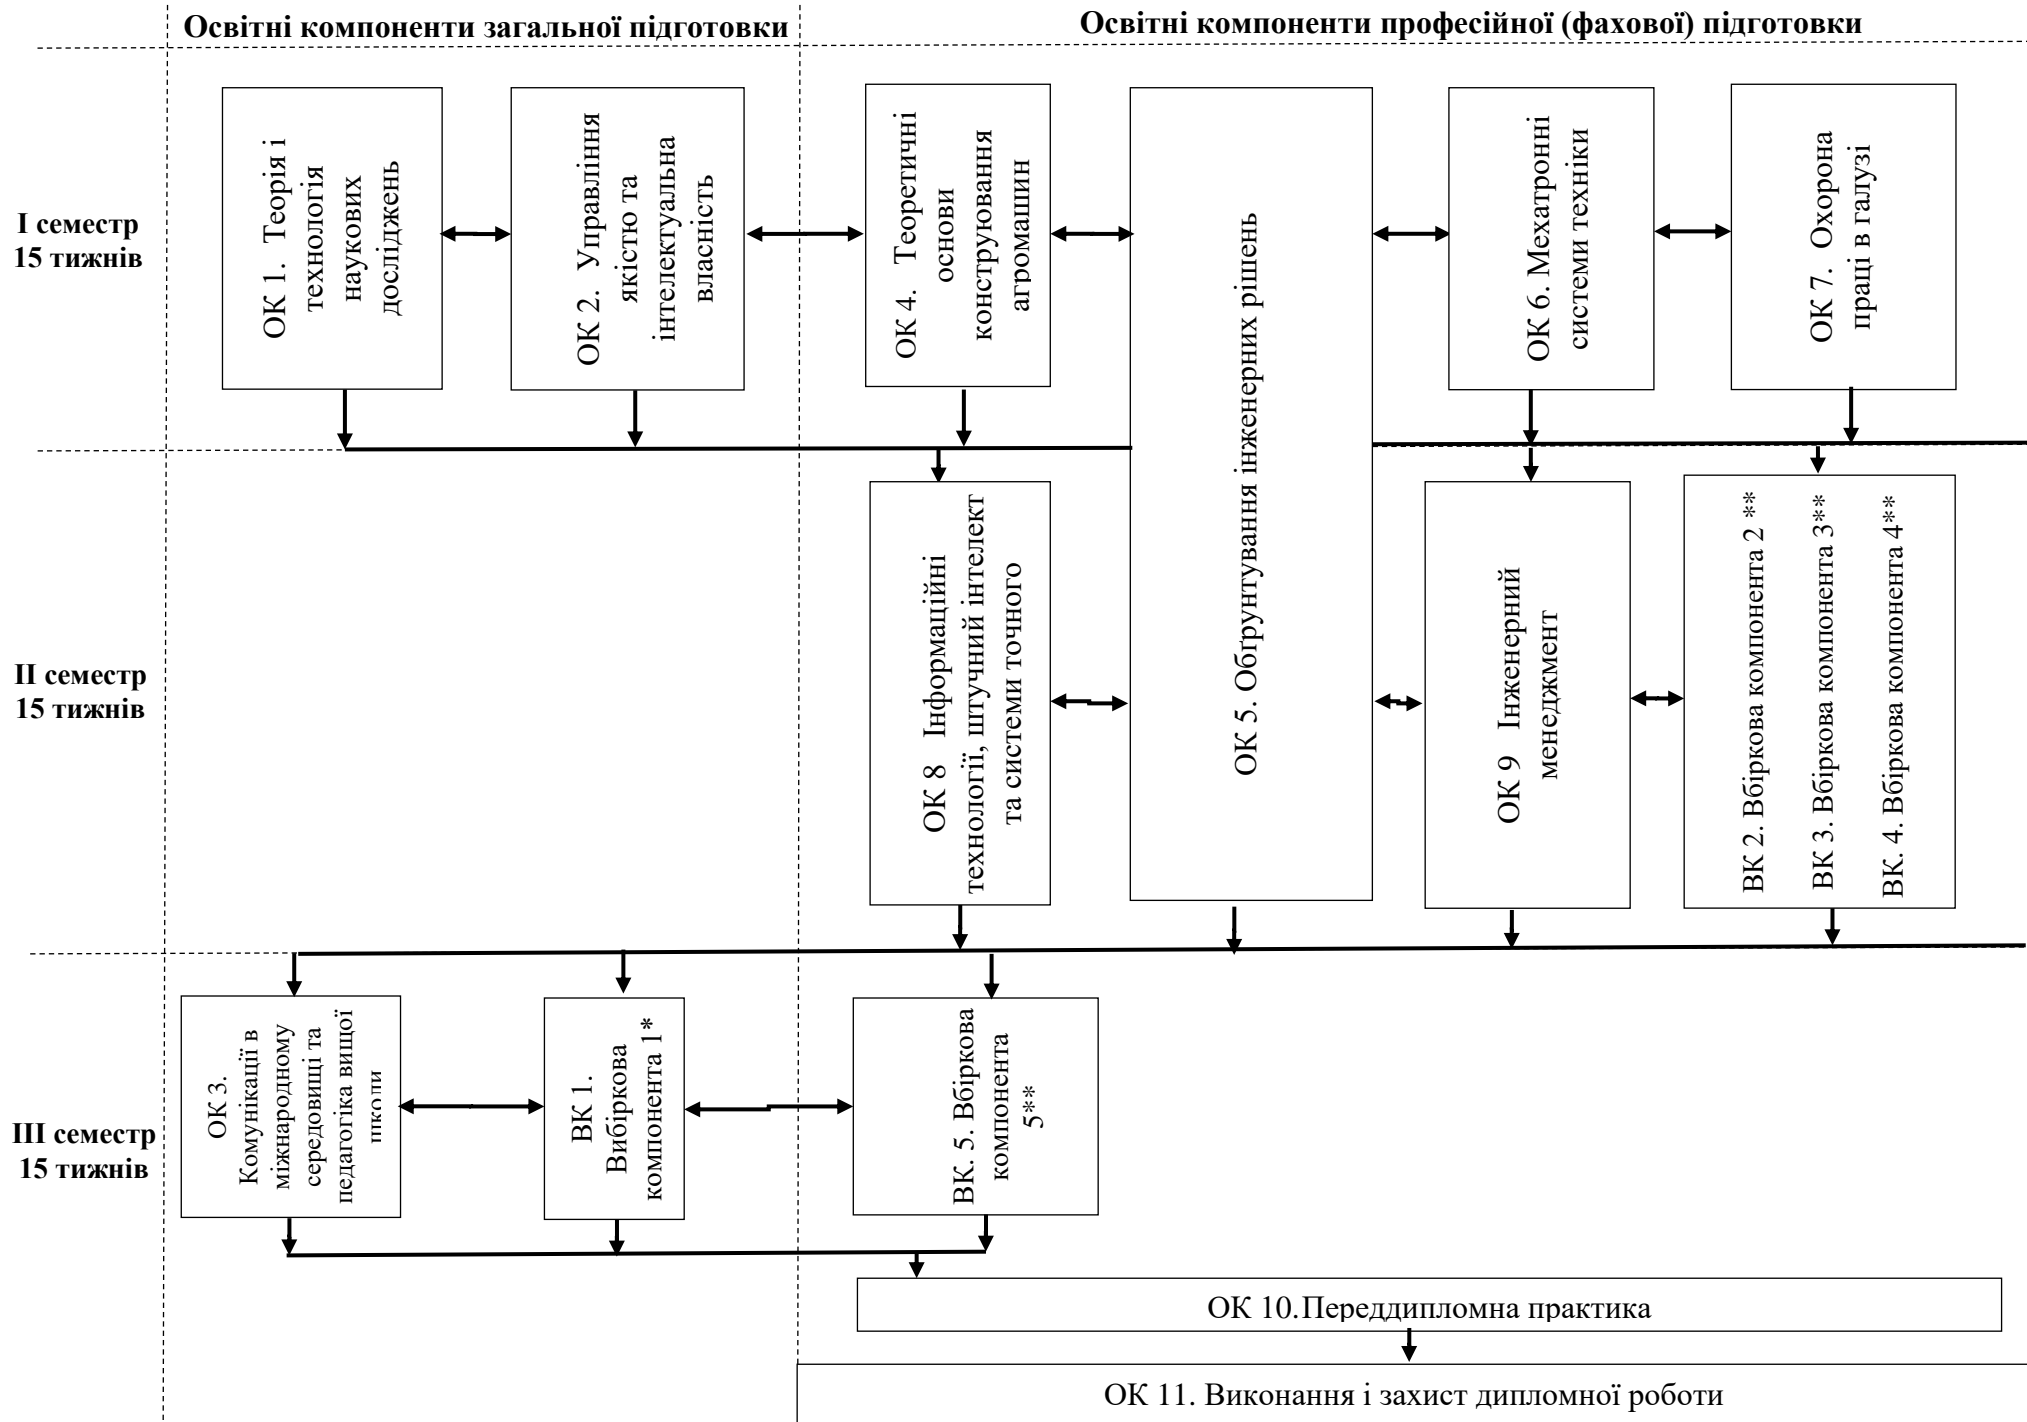 Освітні компоненти загальної підготовки
Освітні компоненти професійної (фахової) підготовки
І семестр
15 тижнів
ОК 1. Теорія і
технологія
наукових
досліджень
ОК 2. Управління
якістю та
інтелектуальна
власність
ОК 4. Теоретичні
основи
конструювання
агромашин
ОК 5. Обґрунтування інженерних рішень
ОК 6. Мехатронні
системи техніки
ОК 7. Охорона
праці в галузі
ІІ семестр
15 тижнів
ОК 8 Інформаційні
технології, штучний інтелект
та системи точного
ОК 9 Інженерний
менеджмент
ВК 2. Вбіркова компонента 2 **
ВК 3. Вбіркова компонента 3**
ВК. 4. Вбіркова компонента 4**
ІІІ семестр
15 тижнів
ОК 3.
Комунікації в
міжнародному
середовищі та
педагогіка вищої
школи
ВК 1.
Вибіркова
компонента 1*
ВК. 5. Вбіркова
компонента
5**
ОК 10.Переддипломна практика
ОК 11. Виконання і захист дипломної роботи